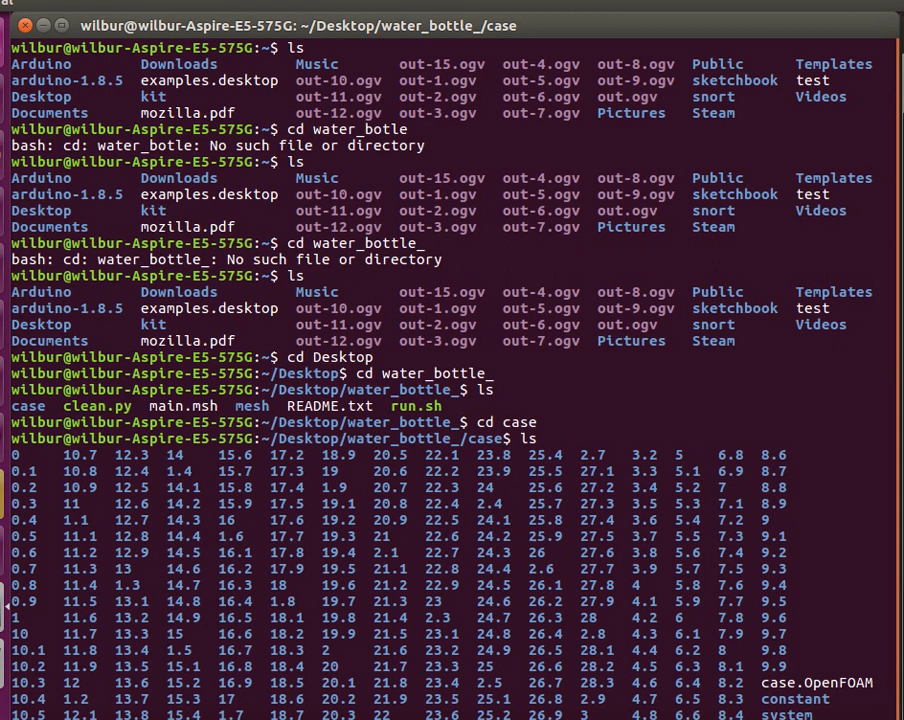 wilbur@wilbur-Aspire-E5-575G: ~/Desktop/water_bottle_/case
wilbur@wilbur-Aspire-E5-575G:~$ ls
Arduino Downloads Music out-15.ogv out-4.ogv out-8.ogv Public Templates
arduino-1.8.5 examples.desktop out-10.ogv out-1.ogv out-5.ogv out-9.ogv sketchbook test
Desktop kit out-11.ogv out-2.ogv out-6.ogv out.ogv snort Videos
Documents mozilla.pdf out-12.ogv out-3.ogv out-7.ogv Pictures Steam
wilbur@wilbur-Aspire-E5-575G:~$ cd water_botle
bash: cd: water_botle: No such file or directory
wilbur@wilbur-Aspire-E5-575G:~$ ls
Arduino Downloads Music out-15.ogv out-4.ogv out-8.ogv Public Templates
arduino-1.8.5 examples.desktop out-10.ogv out-1.ogv out-5.ogv out-9.ogv sketchbook test
Desktop kit out-11.ogv out-2.ogv out-6.ogv out.ogv snort Videos
Documents mozilla.pdf out-12.ogv out-3.ogv out-7.ogv Pictures Steam
wilbur@wilbur-Aspire-E5-575G:~$ cd water_bottle_
bash: cd: water_bottle_: No such file or directory
wilbur@wilbur-Aspire-E5-575G:~$ ls
Arduino Downloads Music out-15.ogv out-4.ogv out-8.ogv Public Templates
arduino-1.8.5 examples.desktop out-10.ogv out-1.ogv out-5.ogv out-9.ogv sketchbook test
Desktop kit out-11.ogv out-2.ogv out-6.ogv out.ogv snort Videos
Documents mozilla.pdf out-12.ogv out-3.ogv out-7.ogv Pictures Steam
wilbur@wilbur-Aspire-E5-575G:~$ cd Desktop
wilbur@wilbur-Aspire-E5-575G:~/Desktop$ cd water_bottle_
wilbur@wilbur-Aspire-E5-575G:~/Desktop/water_bottle_$ ls
case clean.py main.msh mesh README.txt run.sh
wilbur@wilbur-Aspire-E5-575G:~/Desktop/water_bottle_$ cd case
wilbur@wilbur-Aspire-E5-575G:~/Desktop/water_bottle_/case$ ls
0 10.7 12.3 14 15.6 17.2 18.9 20.5 22.1 23.8 25.4 2.7 3.2 5 6.8 8.6
0.1 10.8 12.4 1.4 15.7 17.3 19 20.6 22.2 23.9 25.5 27.1 3.3 5.1 6.9 8.7
0.2 10.9 12.5 14.1 15.8 17.4 1.9 20.7 22.3 24 25.6 27.2 3.4 5.2 7 8.8
0.3 11 12.6 14.2 15.9 17.5 19.1 20.8 22.4 2.4 25.7 27.3 3.5 5.3 7.1 8.9
0.4 1.1 12.7 14.3 16 17.6 19.2 20.9 22.5 24.1 25.8 27.4 3.6 5.4 7.2 9
0.5 11.1 12.8 14.4 1.6 17.7 19.3 21 22.6 24.2 25.9 27.5 3.7 5.5 7.3 9.1
0.6 11.2 12.9 14.5 16.1 17.8 19.4 2.1 22.7 24.3 26 27.6 3.8 5.6 7.4 9.2
0.7 11.3 13 14.6 16.2 17.9 19.5 21.1 22.8 24.4 2.6 27.7 3.9 5.7 7.5 9.3
0.8 11.4 1.3 14.7 16.3 18 19.6 21.2 22.9 24.5 26.1 27.8 4 5.8 7.6 9.4
0.9 11.5 13.1 14.8 16.4 1.8 19.7 21.3 23 24.6 26.2 27.9 4.1 5.9 7.7 9.5
1 11.6 13.2 14.9 16.5 18.1 19.8 21.4 2.3 24.7 26.3 28 4.2 6 7.8 9.6
10 11.7 13.3 15 16.6 18.2 19.9 21.5 23.1 24.8 26.4 2.8 4.3 6.1 7.9 9.7
10.1 11.8 13.4 1.5 16.7 18.3 2 21.6 23.2 24.9 26.5 28.1 4.4 6.2 8 9.8
10.2 11.9 13.5 15.1 16.8 18.4 20 21.7 23.3 25 26.6 28.2 4.5 6.3 8.1 9.9
10.3 12 13.6 15.2 16.9 18.5 20.1 21.8 23.4 2.5 26.7 28.3 4.6 6.4 8.2 case.OpenFOAM
10.4 1.2 13.7 15.3 17 18.6 20.2 21.9 23.5 25.1 26.8 2.9 4.7 6.5 8.3 constant
10.5 12.1 13.8 15.4 1.7 18.7 20.3 22 23.6 25.2 26.9 3 4.8 6.6 8.4 system